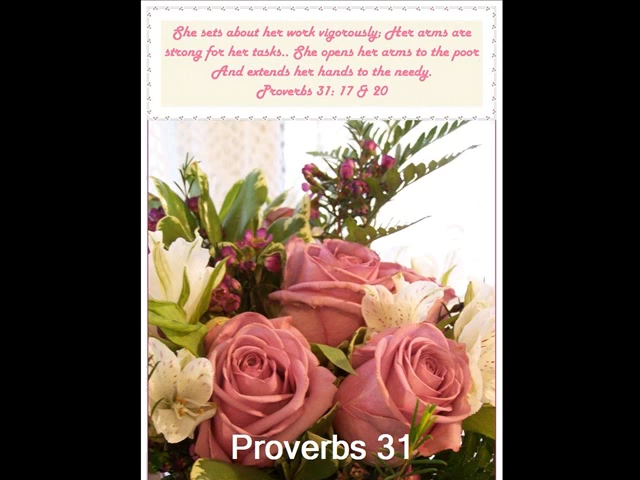 She sets about her work vigorously; Her arms are
strong for her tasks.. She opens her arms to the poor
And extends her hands to the needy.
Proverbs 31: 17 & 20
Proverbs 31